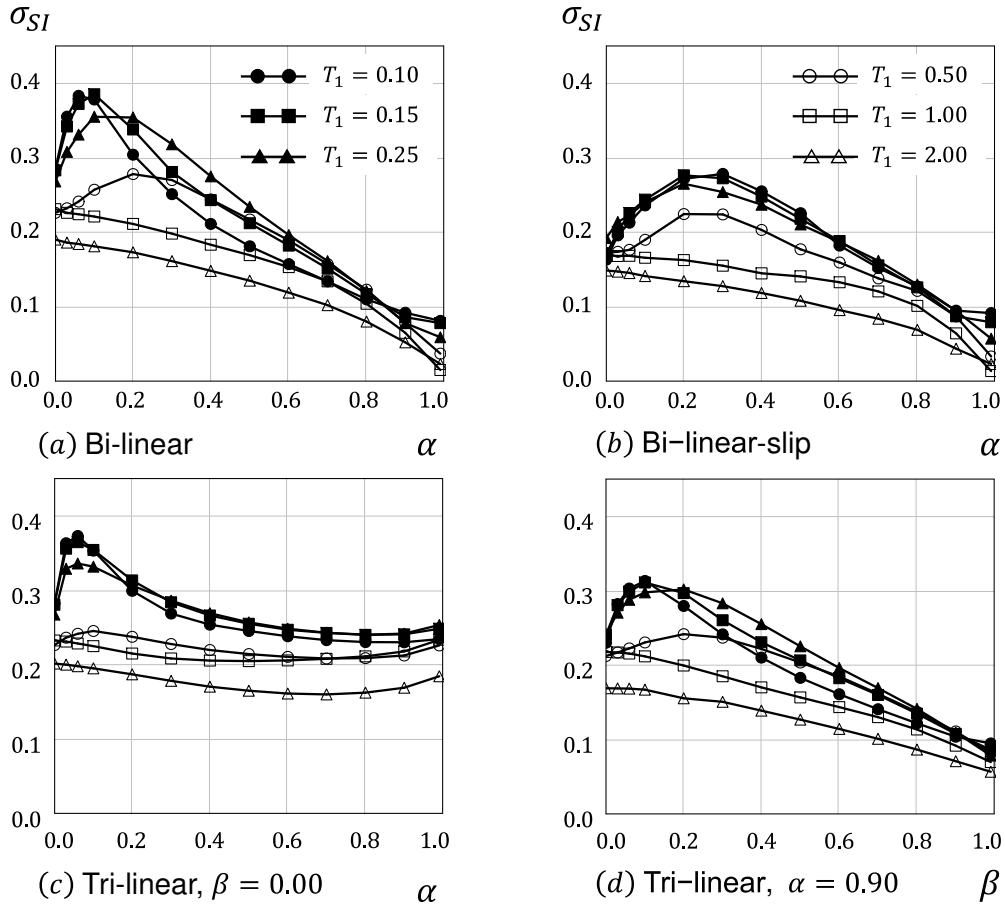 σ_SI
0.4
0.3
0.2
0.1
0.0
T₁ = 0.10
T₁ = 0.15
T₁ = 0.25
0.0 0.2 0.4 0.6 0.8 1.0
(a) Bi-linear α
σ_SI
0.4
0.3
0.2
0.1
0.0
T₁ = 0.50
T₁ = 1.00
T₁ = 2.00
0.0 0.2 0.4 0.6 0.8 1.0
(b) Bi−linear-slip α
0.4
0.3
0.2
0.1
0.0
0.0 0.2 0.4 0.6 0.8 1.0
(c) Tri-linear, β = 0.00 α
0.4
0.3
0.2
0.1
0.0
0.0 0.2 0.4 0.6 0.8 1.0
(d) Tri−linear, α = 0.90 β